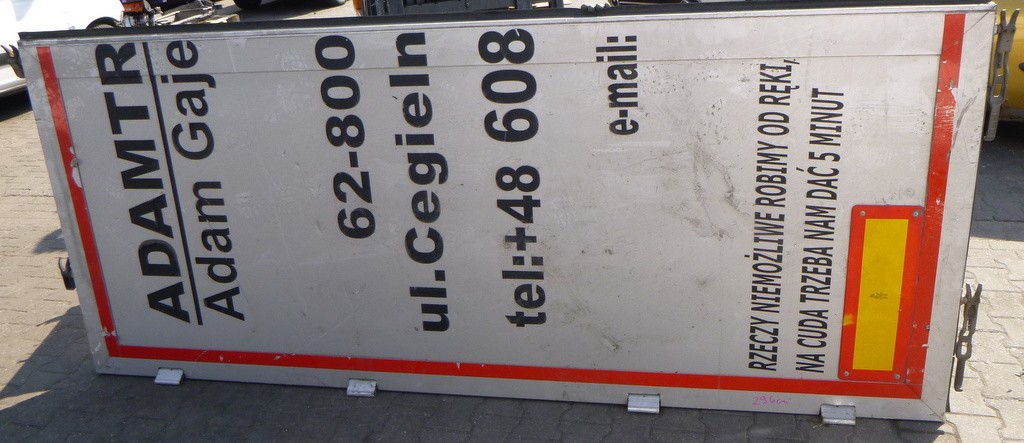 ADAMTR
Adam Gaje
62-800
ul.Cegieln
tel:+48 608
e-mail:
RZECZY NIEMOŻLIWE ROBIMY OD RĘKI,
NA CUDA TRZEBA NAM DAĆ 5 MINUT